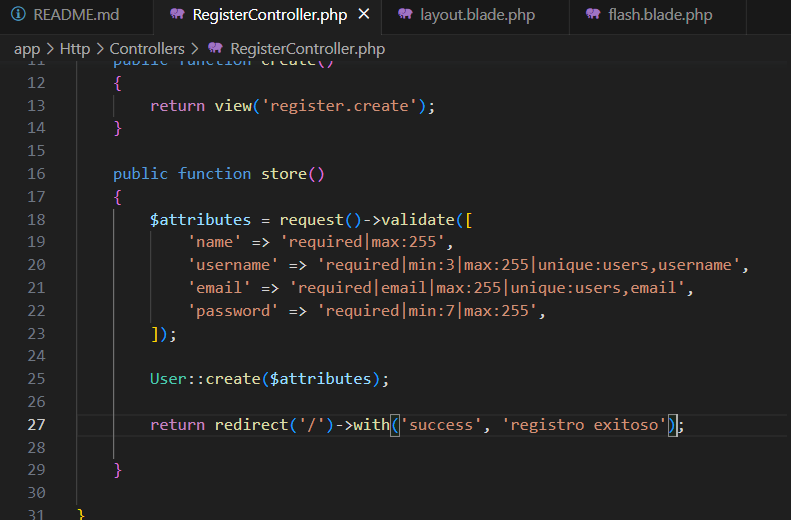 README.md RegisterController.php layout.blade.php flash.blade.php
app > Http > Controllers > RegisterController.php
11 public function create()
12 {
13 return view('register.create');
14 }
15
16 public function store()
17 {
18 $attributes = request()->validate([
19 'name' => 'required|max:255',
20 'username' => 'required|min:3|max:255|unique:users,username',
21 'email' => 'required|email|max:255|unique:users,email',
22 'password' => 'required|min:7|max:255',
23 ]);
24
25 User::create($attributes);
26
27 return redirect('/')->with('success', 'registro exitoso');
28
29 }
30
31 }